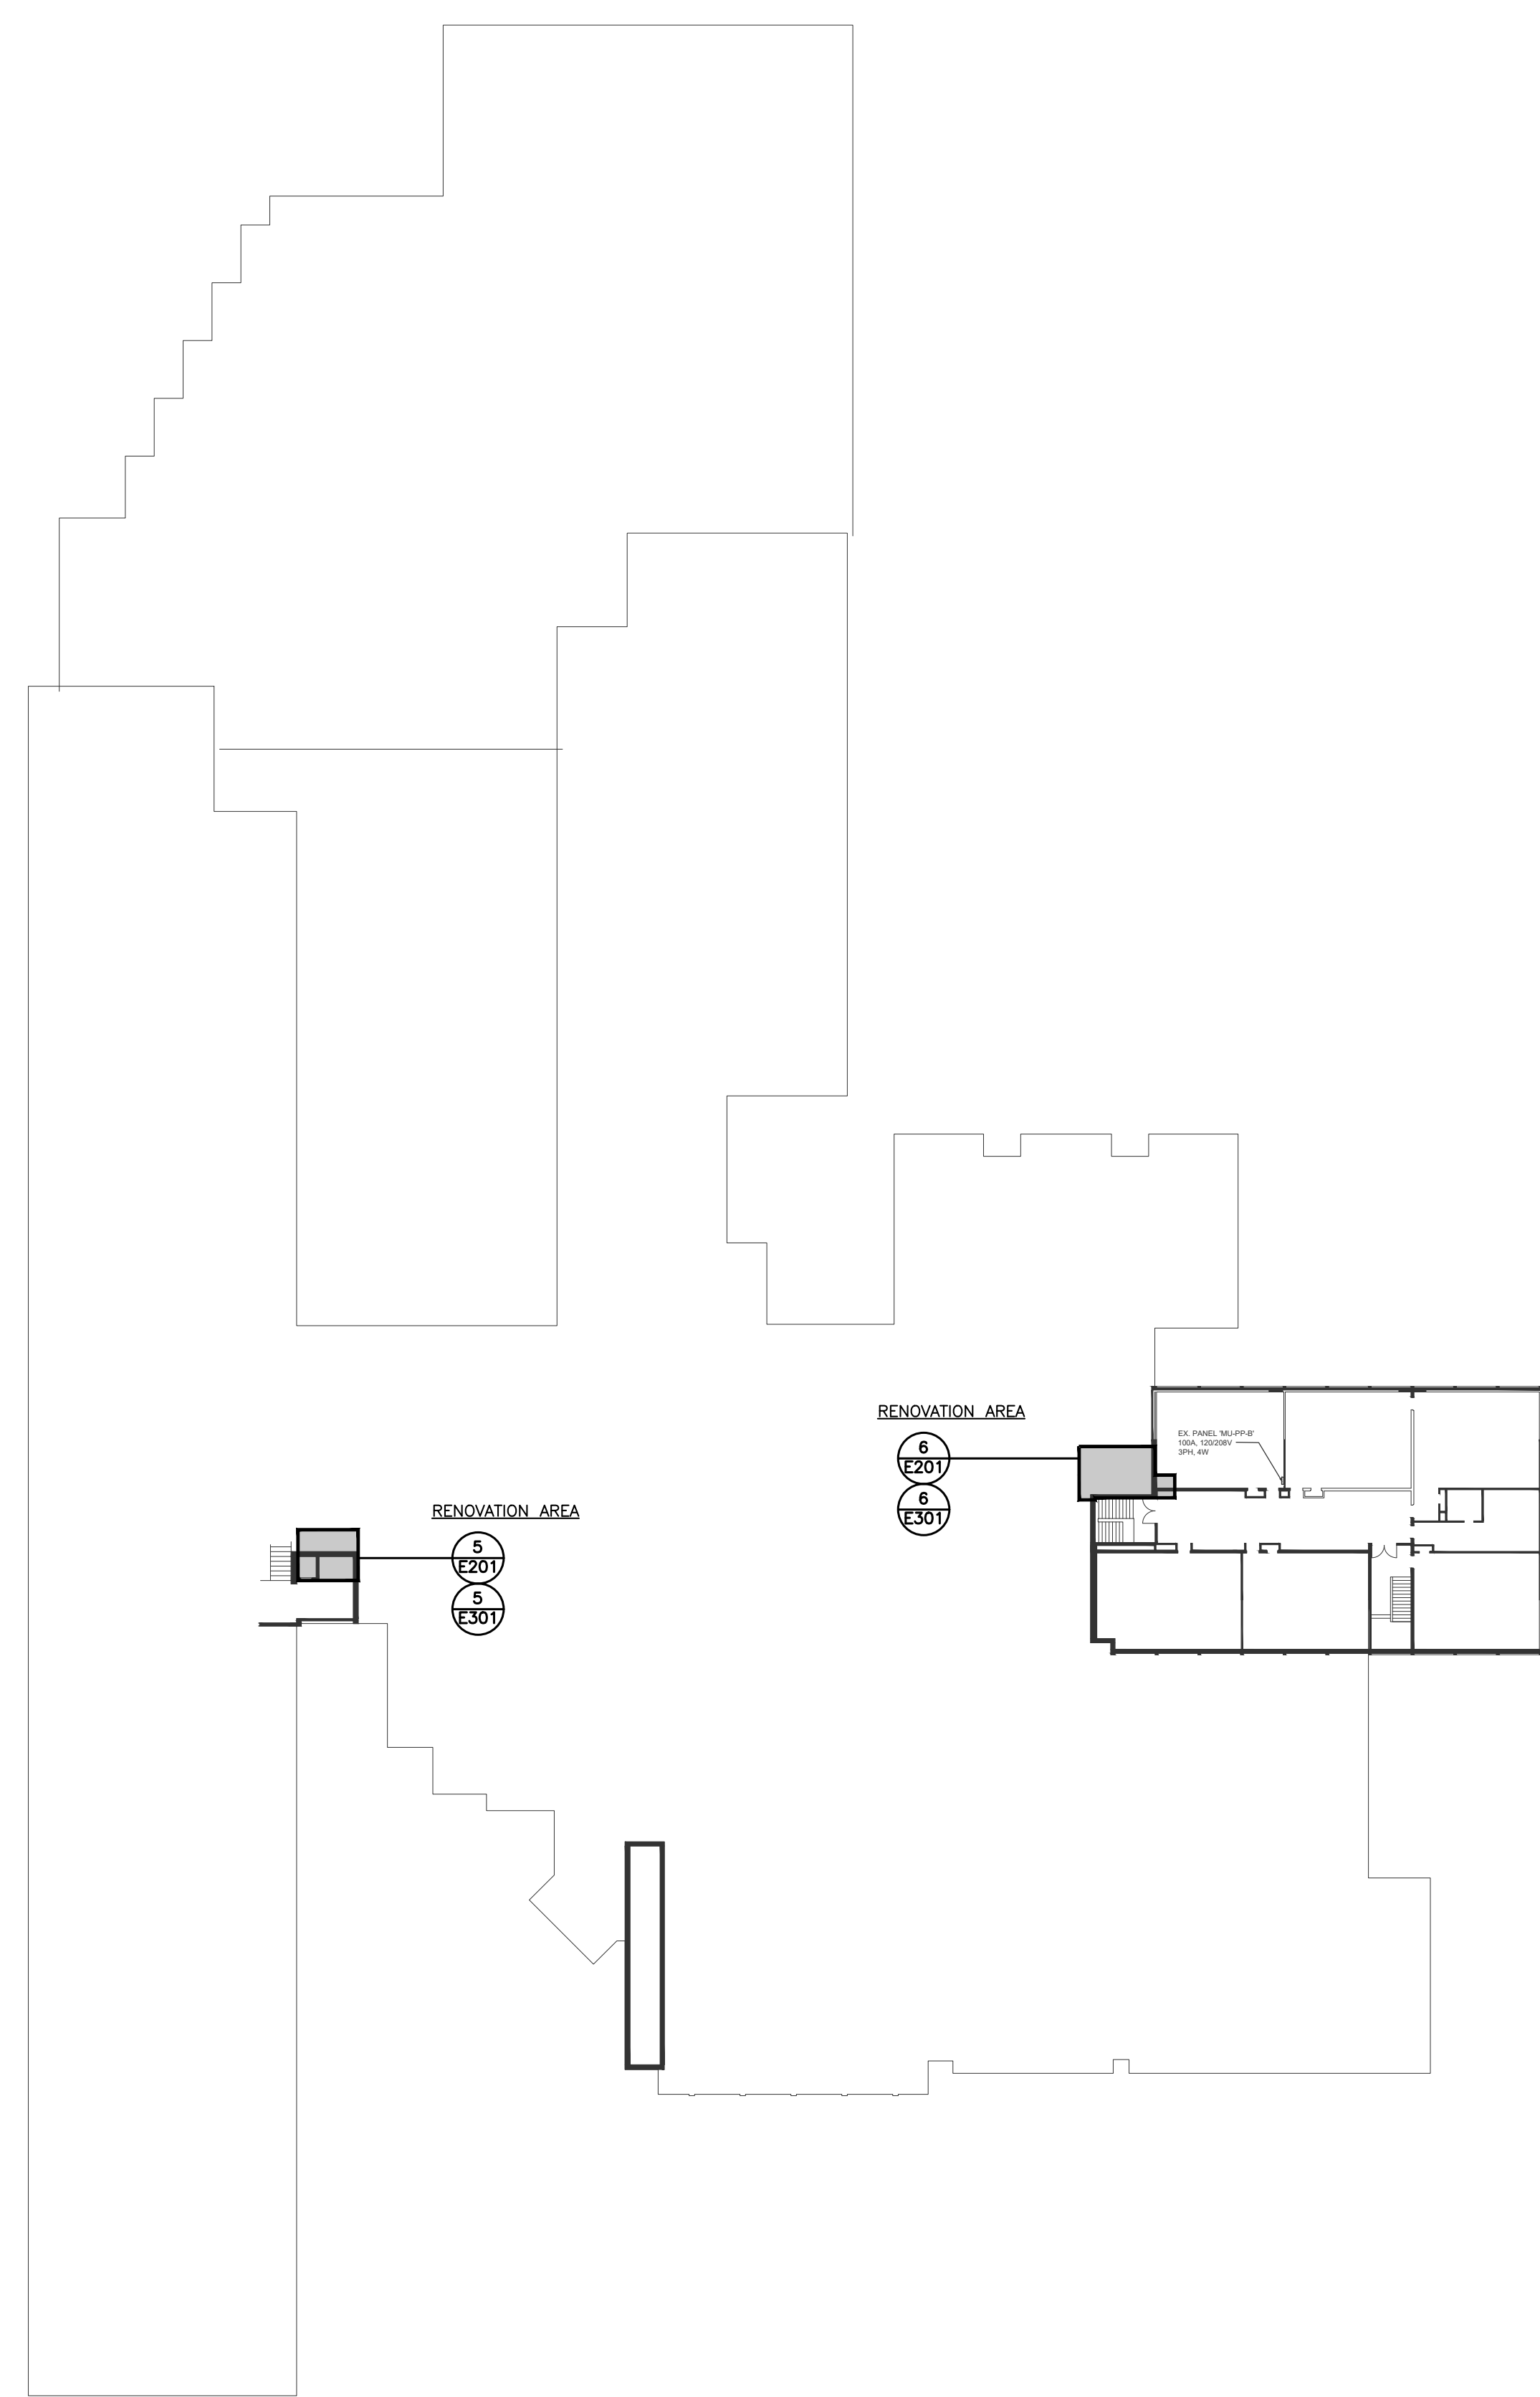 RENOVATION AREA
6
E201
6
E301
EX. PANEL 'MU-PP-B'
100A, 120/208V
3PH, 4W
RENOVATION AREA
5
E201
5
E301